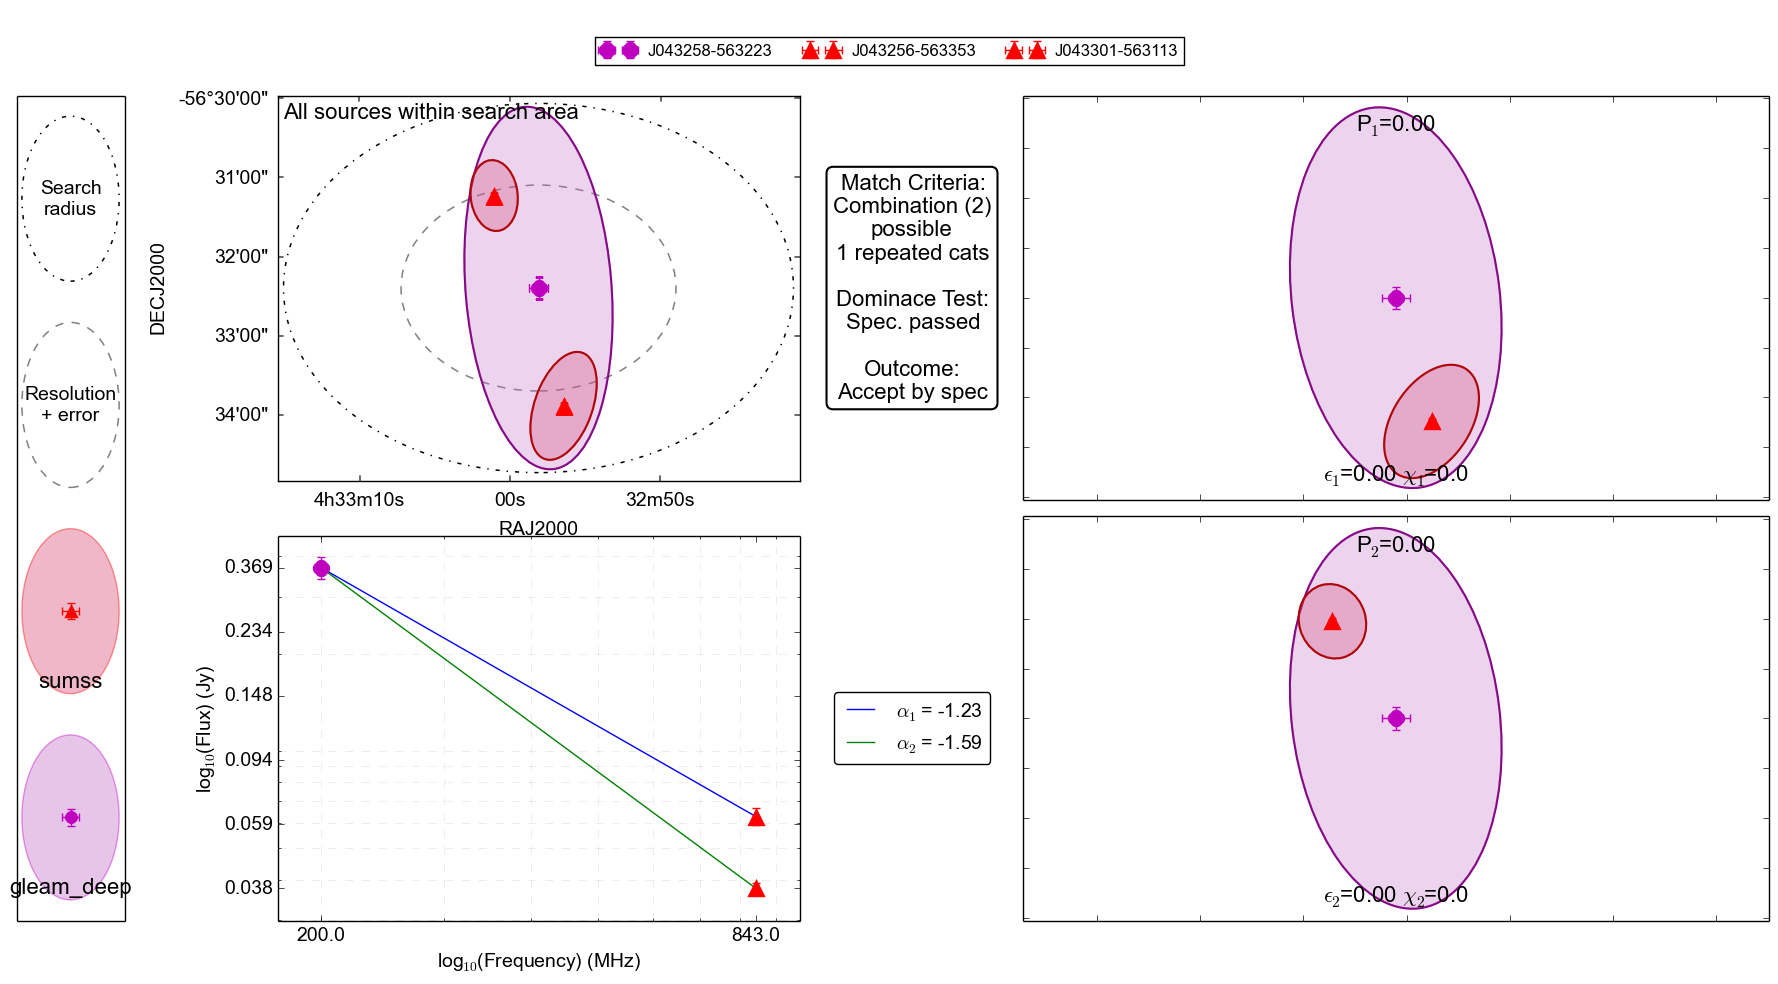 J043258-563223 J043256-563353 J043301-563113
Search
radius
Resolution
+ error
sumss
gleam_deep
All sources within search area
-56°30'00"
31'00"
32'00"
33'00"
34'00"
DECJ2000
4h33m10s 00s 32m50s
RAJ2000
Match Criteria:
Combination (2)
possible
1 repeated cats
Dominace Test:
Spec. passed
Outcome:
Accept by spec
P₁=0.00
ϵ₁=0.00 χ₁=0.0
0.369
0.234
0.148
0.094
0.059
0.038
log₁₀(Flux) (Jy)
200.0 843.0
log₁₀(Frequency) (MHz)
α₁ = -1.23
α₂ = -1.59
P₂=0.00
ϵ₂=0.00 χ₂=0.0